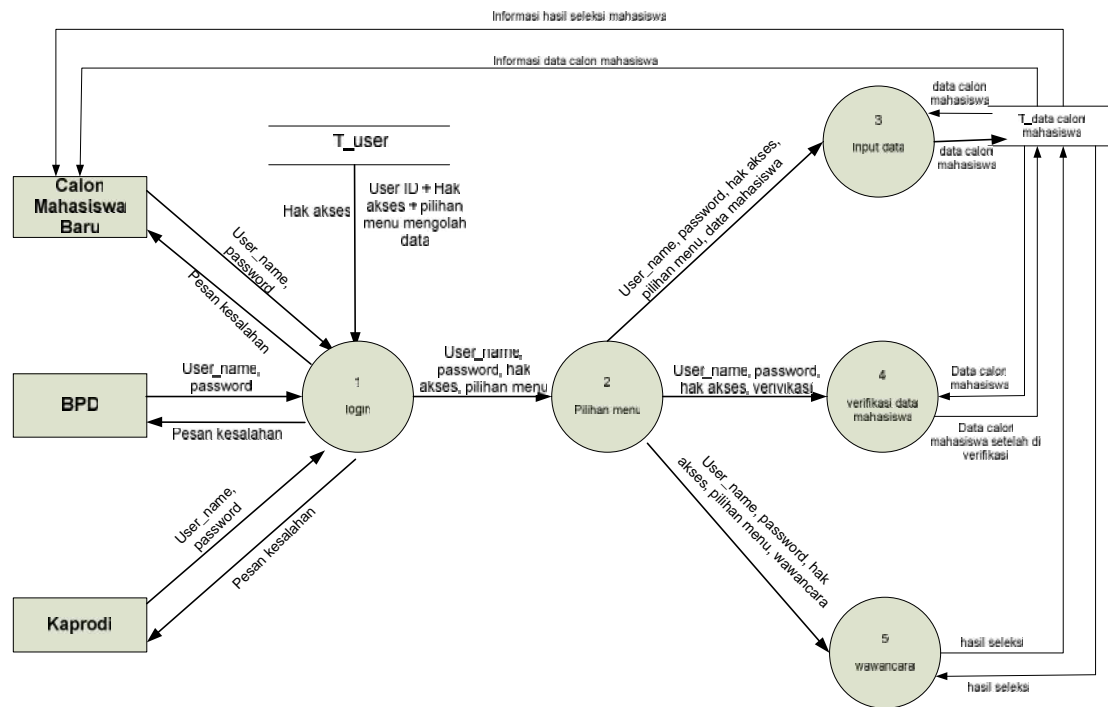 Informasi hasil seleksi mahasiswa
Informasi data calon mahasiswa
T_user
Calon
Mahasiswa
Baru
Hak akses
User ID + Hak
akses + pilihan
menu mengolah
data
User_name,
password
Pesan kesalahan
BPD
User_name,
password
Pesan kesalahan
Kaprodi
User_name,
password
Pesan kesalahan
1
login
User_name,
password, hak
akses, pilihan menu
2
Pilihan menu
User_name, password, hak akses,
pilihan menu, data mahasiswa
User_name, password,
hak akses, verivikasi
User_name, password, hak
akses, pilihan menu, wawancara
3
Input data
data calon
mahasiswa
T_data calon
mahasiswa
data calon
mahasiswa
4
verifikasi data
mahasiswa
Data calon
mahasiswa
Data calon
mahasiswa setelah di
verifikasi
5
wawancara
hasil seleksi
hasil seleksi